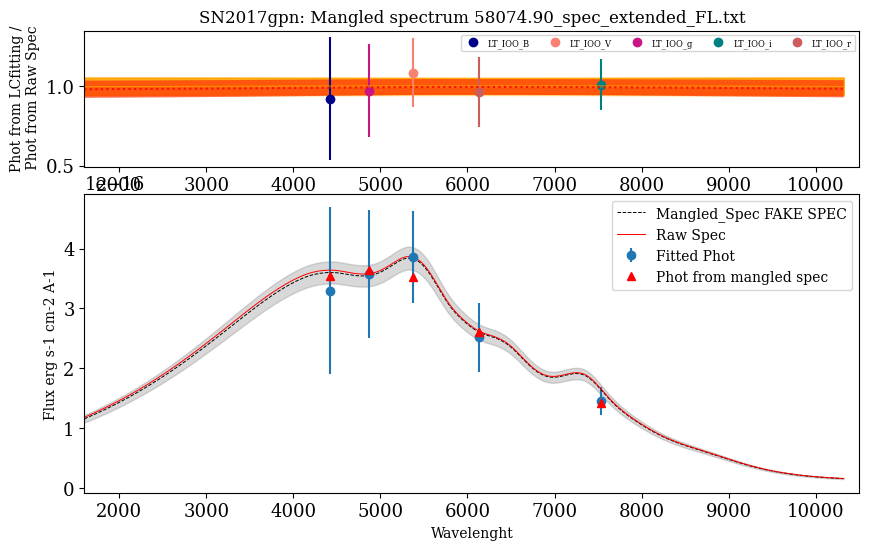 SN2017gpn: Mangled spectrum 58074.90_spec_extended_FL.txt
Phot from LCfitting /
Phot from Raw Spec
LT_IOO_B LT_IOO_V LT_IOO_g LT_IOO_i LT_IOO_r
1.0
0.5
2000 3000 4000 5000 6000 7000 8000 9000 10000
1e−16
Mangled_Spec FAKE SPEC
Raw Spec
Fitted Phot
Phot from mangled spec
Flux erg s-1 cm-2 A-1
4
3
2
1
0
2000 3000 4000 5000 6000 7000 8000 9000 10000
Wavelenght